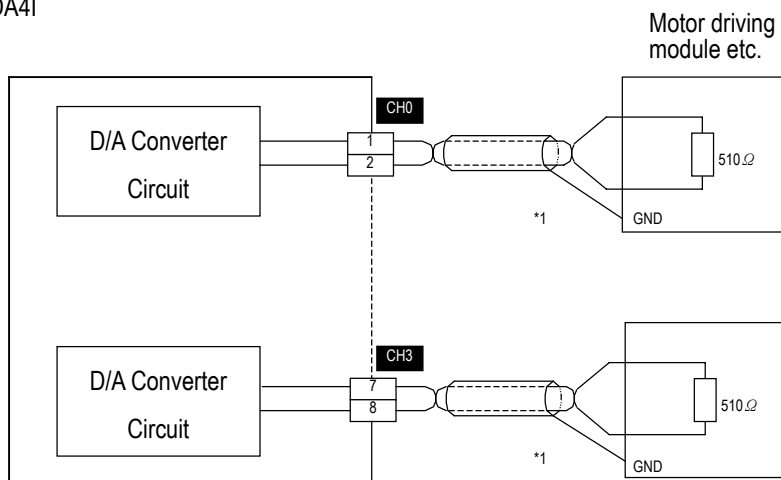 Motor driving
module etc.
CH0
D/A Converter
Circuit
1
2
510Ω
*1
GND
CH3
D/A Converter
Circuit
7
8
510Ω
*1
GND